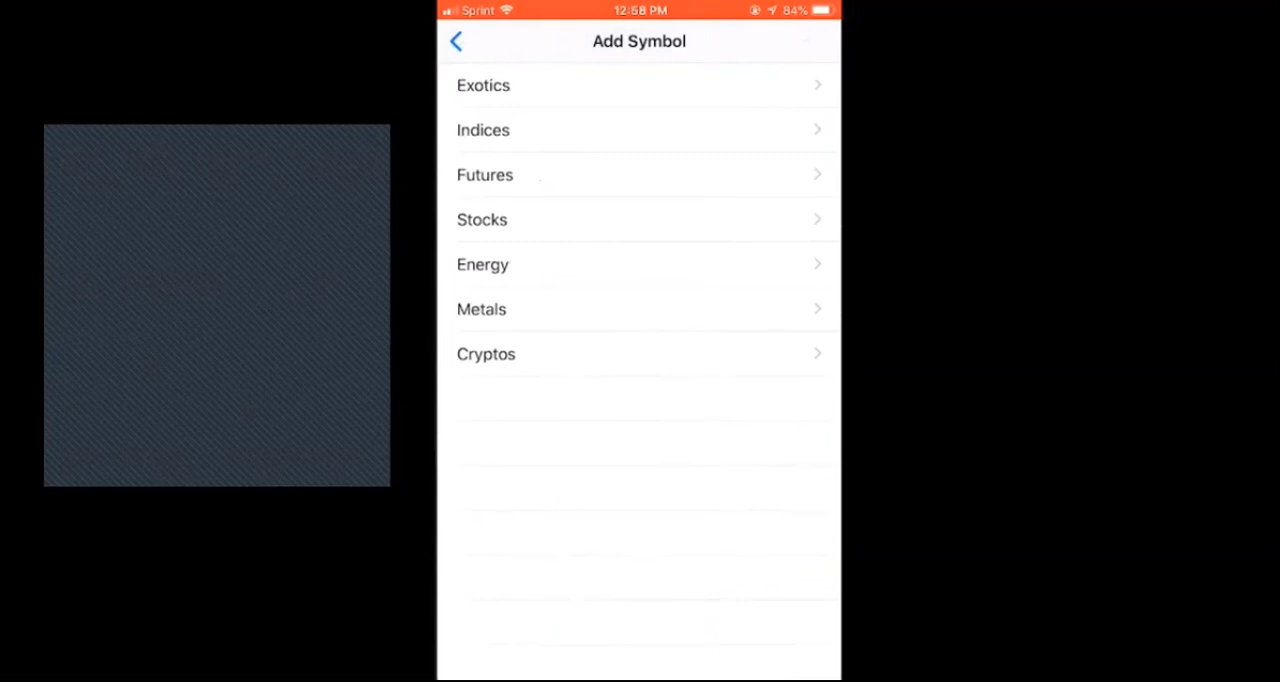 Sprint 12:58 PM 84%
Add Symbol
Exotics
Indices
Futures
Stocks
Energy
Metals
Cryptos